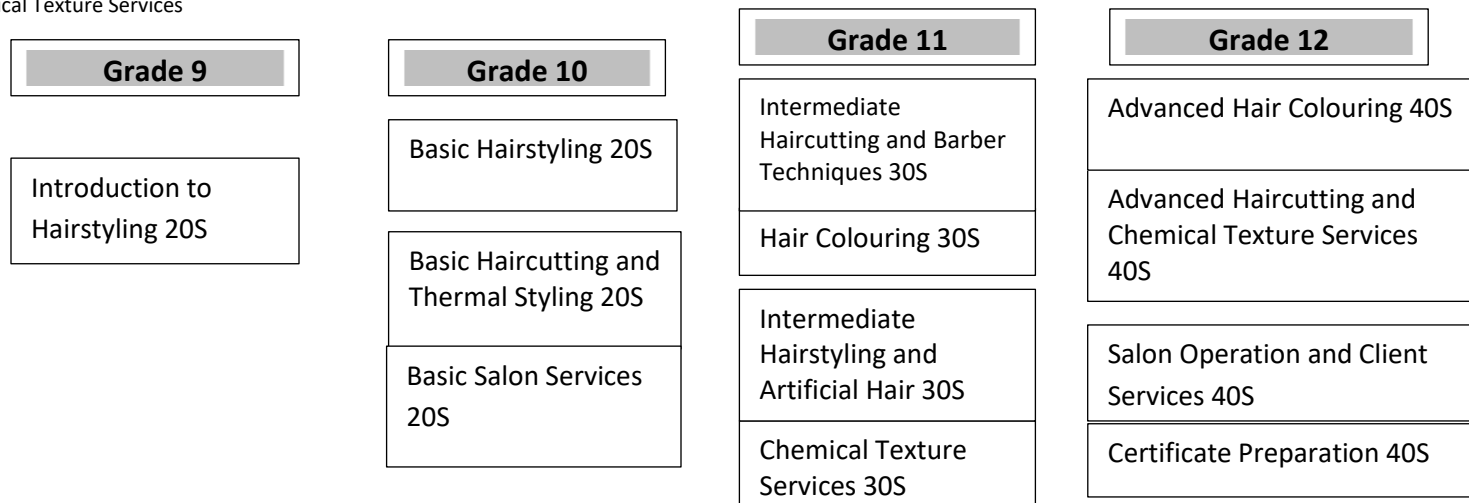 Texture Services
Grade 9
Introduction to
Hairstyling 20S
Grade 10
Basic Hairstyling 20S
Basic Haircutting and
Thermal Styling 20S
Basic Salon Services
20S
Grade 11
Intermediate
Haircutting and Barber
Techniques 30S
Hair Colouring 30S
Intermediate
Hairstyling and
Artificial Hair 30S
Chemical Texture
Services 30S
Grade 12
Advanced Hair Colouring 40S
Advanced Haircutting and
Chemical Texture Services
40S
Salon Operation and Client
Services 40S
Certificate Preparation 40S